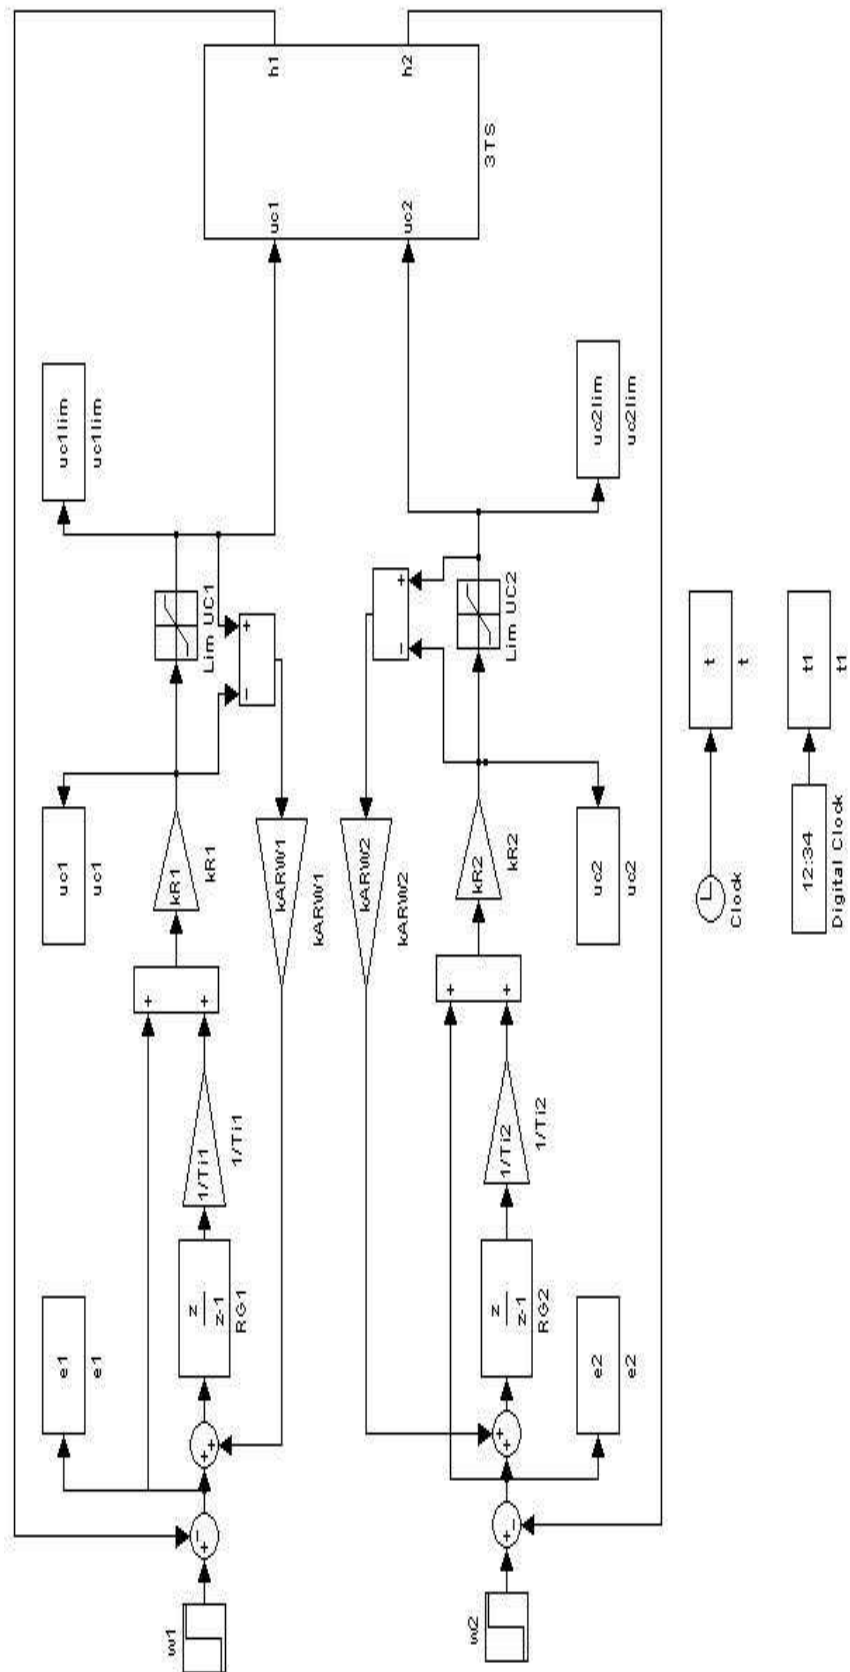 w1
+
-
+
+
e1
e1
z
z-1
RG1
1/Ti1
1/Ti1
+
+
kR1
kR1
uc1
uc1
Lim UC1
-
+
kARW1
kARW1
uc1lim
uc1lim
uc1
h1
uc2
h2
3TS
w2
+
-
+
+
e2
e2
z
z-1
RG2
1/Ti2
1/Ti2
+
+
kR2
kR2
uc2
uc2
Lim UC2
-
+
kARW2
kARW2
uc2lim
uc2lim
Clock
t
t
12:34
Digital Clock
t1
t1